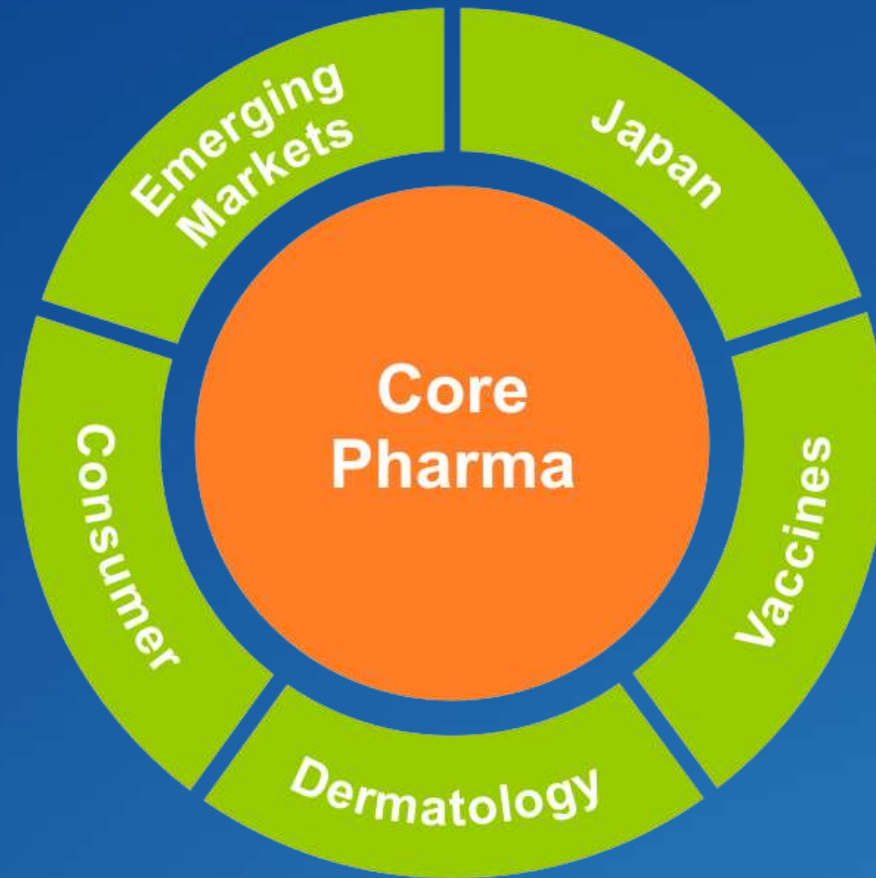 Emerging
Markets
Japan
Core
Pharma
Consumer
Vaccines
Dermatology